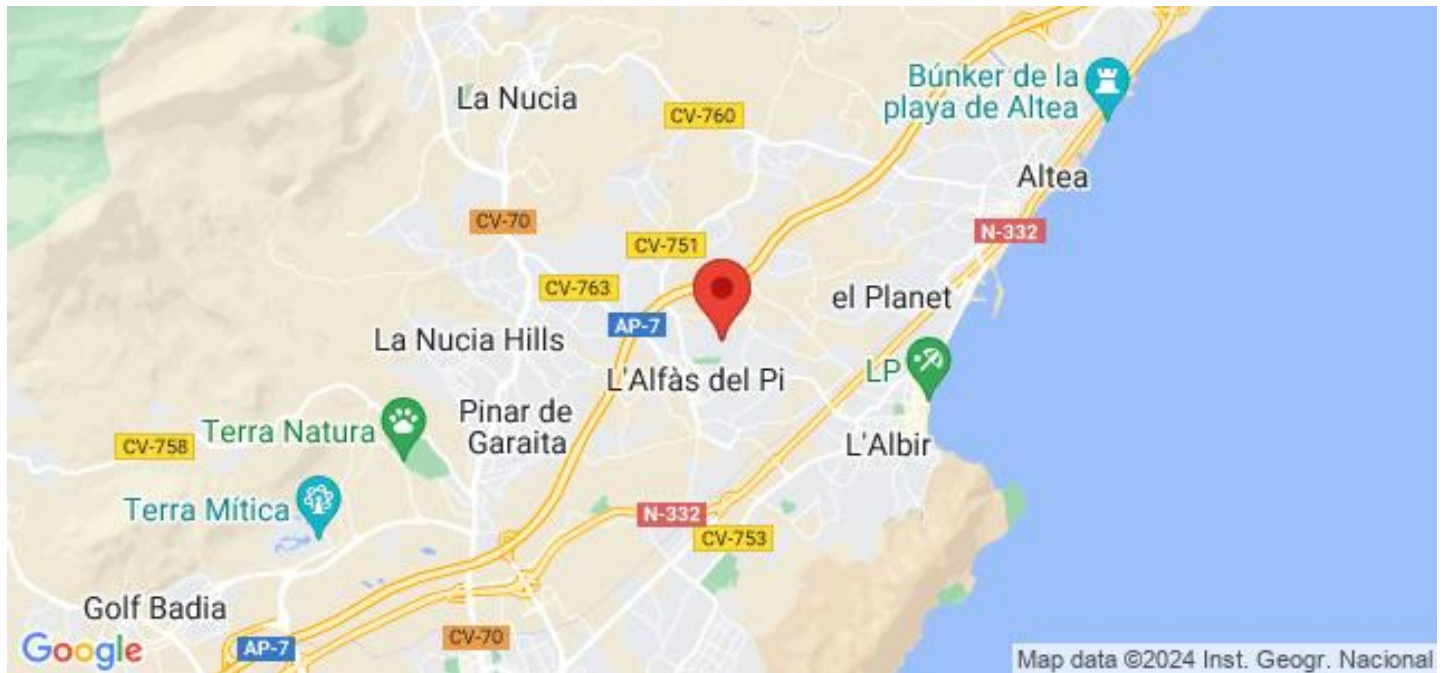 Búnker de la
playa de Altea
La Nucia
CV-760
Altea
CV-70
N-332
CV-751
CV-763
el Planet
AP-7
La Nucia Hills
LP
L'Alfàs del Pi
Pinar de
Garaita
Terra Natura
CV-758
L'Albir
Terra Mítica
N-332
CV-753
Golf Badia
CV-70
AP-7
Google
Map data ©2024 Inst. Geogr. Nacional